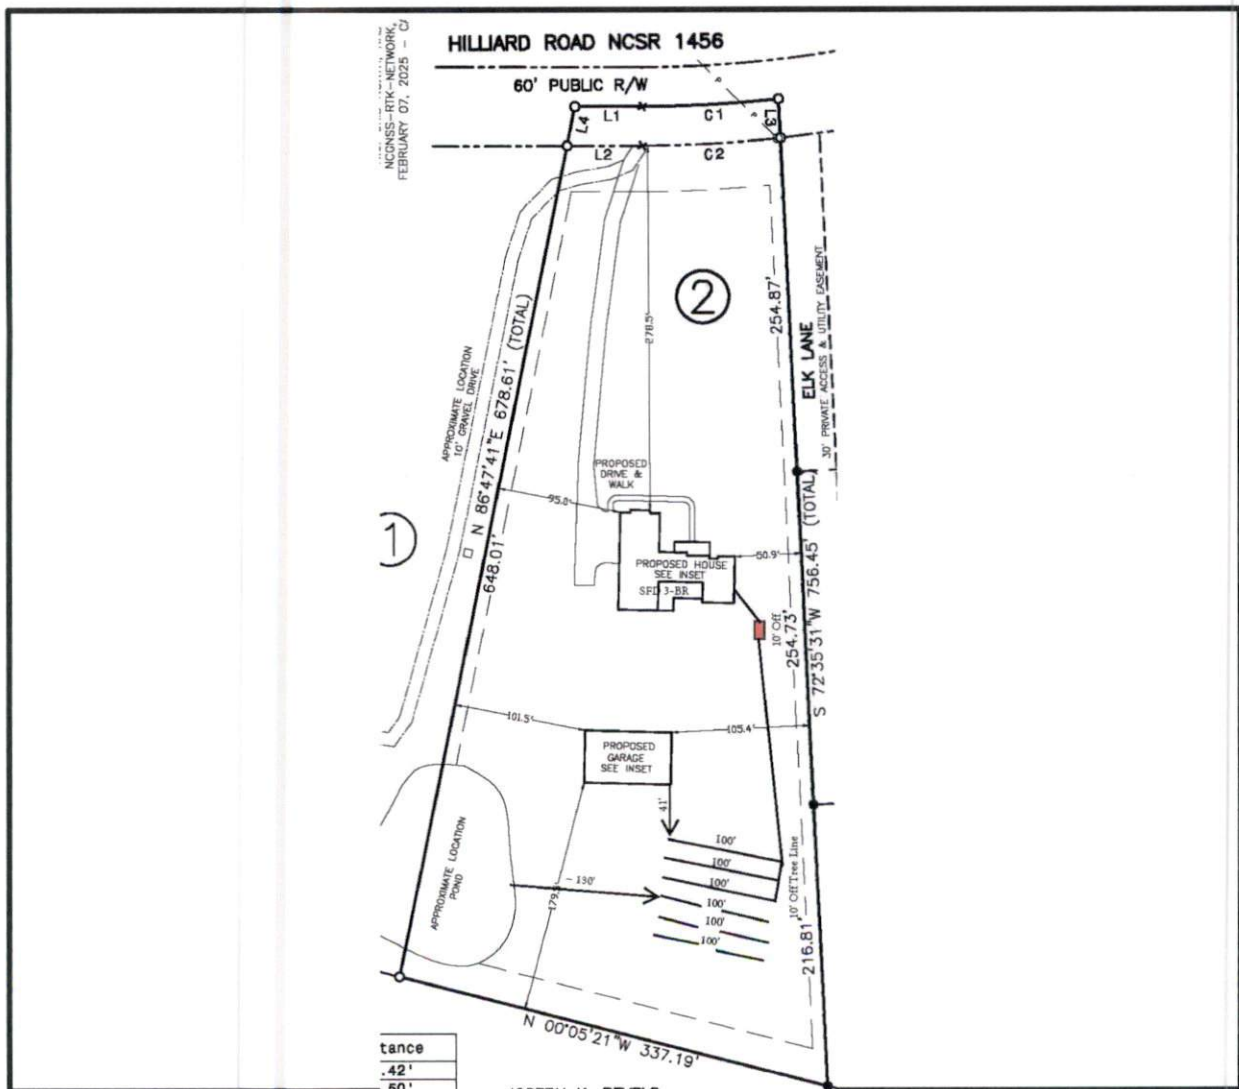 HILLIARD ROAD NCSR 1456
NCGNSS-RTK-NETWORK,
FEBRUARY 07, 2025 -
60' PUBLIC R/W
L1
C1
L4
L3
L2
C2
2
278.5'
254.87'
ELK LANE
30' PRIVATE ACCESS & UTILITY EASEMENT
APPROXIMATE LOCATION
10' GRAVEL DRIVE
N 86°47'41"E 678.61' (TOTAL)
648.01'
1
PROPOSED
DRIVE &
WALK
95.8'
PROPOSED HOUSE
SEE INSET
SFD 3-BR
50.9'
10' Off
254.73'
S 72°35'31"W 756.45' (TOTAL)
101.5'
105.4'
PROPOSED
GARAGE
SEE INSET
41'
APPROXIMATE LOCATION
POND
130'
179.5'
100'
100'
100'
100'
100'
100'
10' Off Tree Line
216.81'
N 00°05'21"W 337.19'
tance
.42'
.50'